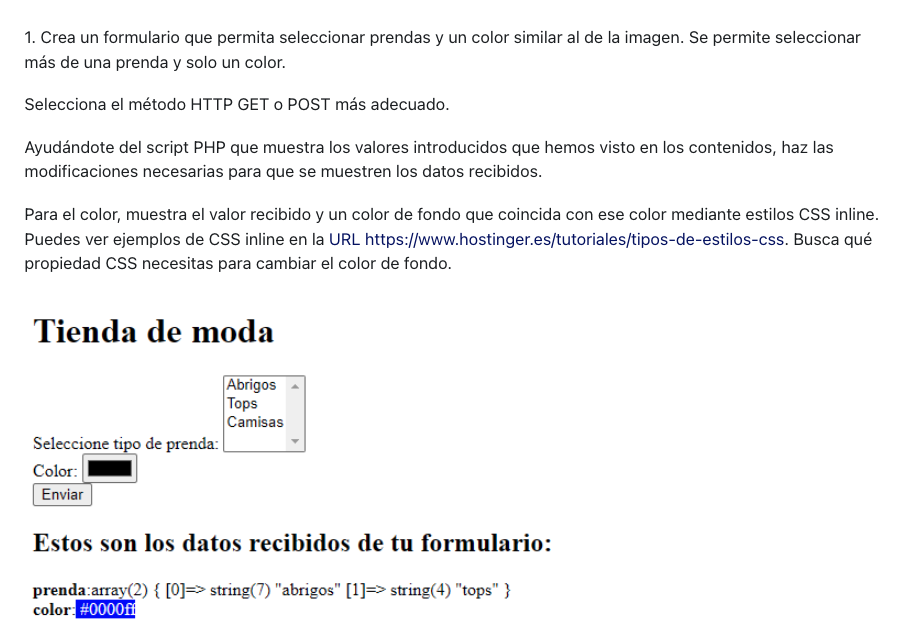 1. Crea un formulario que permita seleccionar prendas y un color similar al de la imagen. Se permite seleccionar
más de una prenda y solo un color.
Selecciona el método HTTP GET o POST más adecuado.
Ayudándote del script PHP que muestra los valores introducidos que hemos visto en los contenidos, haz las
modificaciones necesarias para que se muestren los datos recibidos.
Para el color, muestra el valor recibido y un color de fondo que coincida con ese color mediante estilos CSS inline.
Puedes ver ejemplos de CSS inline en la URL https://www.hostinger.es/tutoriales/tipos-de-estilos-css. Busca qué
propiedad CSS necesitas para cambiar el color de fondo.
Tienda de moda
Abrigos
Tops
Camisas
Seleccione tipo de prenda:
Color:
Enviar
Estos son los datos recibidos de tu formulario:
prenda:array(2) { [0]=> string(7) "abrigos" [1]=> string(4) "tops" }
color: #0000ff